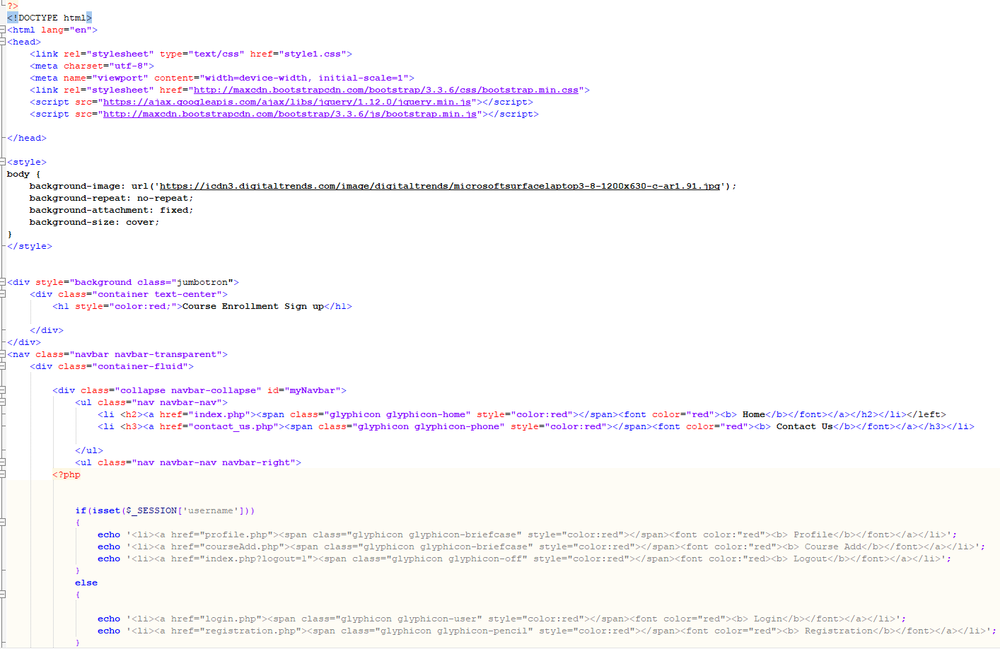 ?>
<!DOCTYPE html>
<html lang="en">
<head>
    <link rel="stylesheet" type="text/css" href="style1.css">
    <meta charset="utf-8">
    <meta name="viewport" content="width=device-width, initial-scale=1">
    <link rel="stylesheet" href="http://maxcdn.bootstrapcdn.com/bootstrap/3.3.6/css/bootstrap.min.css">
    <script src="https://ajax.googleapis.com/ajax/libs/jquery/1.12.0/jquery.min.js"></script>
    <script src="http://maxcdn.bootstrapcdn.com/bootstrap/3.3.6/js/bootstrap.min.js"></script>
</head>
<style>
body {
    background-image: url('https://icdn3.digitaltrends.com/image/digitaltrends/microsoftsurfacelaptop3-8-1200x630-c-ar1.91.jpg');
    background-repeat: no-repeat;
    background-attachment: fixed;
    background-size: cover;
}
</style>
<div style="background class="jumbotron">
    <div class="container text-center">
        <h1 style="color:red;">Course Enrollment Sign up</h1>
    </div>
</div>
<nav class="navbar navbar-transparent">
    <div class="container-fluid">
        <div class="collapse navbar-collapse" id="myNavbar">
            <ul class="nav navbar-nav">
                <li <h2><a href="index.php"><span class="glyphicon glyphicon-home" style="color:red"></span><font color="red"><b> Home</b></font></a></h2></li></left>
                <li <h3><a href="contact_us.php"><span class="glyphicon glyphicon-phone" style="color:red"></span><font color="red"><b> Contact Us</b></font></a></h3></li>
            </ul>
            <ul class="nav navbar-nav navbar-right">
        <?php
            if(isset($_SESSION['username']))
            {
                echo '<li><a href="profile.php"><span class="glyphicon glyphicon-briefcase" style="color:red"></span><font color:"red"><b> Profile</b></font></a></li>';
                echo '<li><a href="courseAdd.php"><span class="glyphicon glyphicon-briefcase" style="color:red"></span><font color:"red"><b> Course Add</b></font></a></li>';
                echo '<li><a href="index.php?logout=1"><span class="glyphicon glyphicon-off" style="color:red"></span><font color:"red><b> Logout</b></font></a></li>';
            }
            else
            {
                echo '<li><a href="login.php"><span class="glyphicon glyphicon-user" style="color:red"></span><font color="red"><b> Login</b></font></a></li>';
                echo '<li><a href="registration.php"><span class="glyphicon glyphicon-pencil" style="color:red"></span><font color="red"><b> Registration</b></font></a></li>';
            }